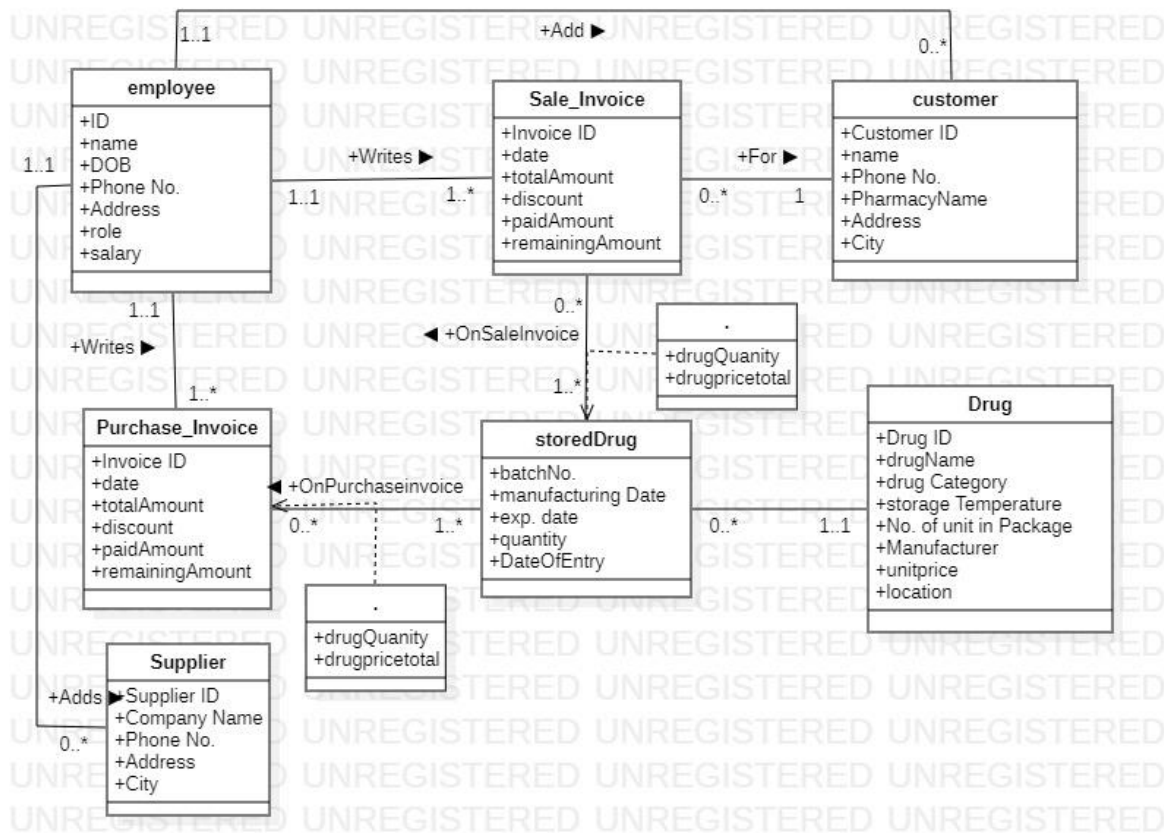 +Add ▶
1..1
0..*
employee
+ID
+name
+DOB
+Phone No.
+Address
+role
+salary
Sale_Invoice
+Invoice ID
+date
+totalAmount
+discount
+paidAmount
+remainingAmount
customer
+Customer ID
+name
+Phone No.
+PharmacyName
+Address
+City
1..1
+Writes ▶
1..1
1..*
+For ▶
0..*
1
1..1
+Writes ▶
1..*
0..*
◀ +OnSaleInvoice
1..*
.
+drugQuanity
+drugpricetotal
Purchase_Invoice
+Invoice ID
+date
+totalAmount
+discount
+paidAmount
+remainingAmount
◀ +OnPurchaseinvoice
0..*
1..*
storedDrug
+batchNo.
+manufacturing Date
+exp. date
+quantity
+DateOfEntry
0..*
1..1
Drug
+Drug ID
+drugName
+drug Category
+storage Temperature
+No. of unit in Package
+Manufacturer
+unitprice
+location
.
+drugQuanity
+drugpricetotal
Supplier
+Supplier ID
+Company Name
+Phone No.
+Address
+City
+Adds ▶
0..*
UNREGISTERED